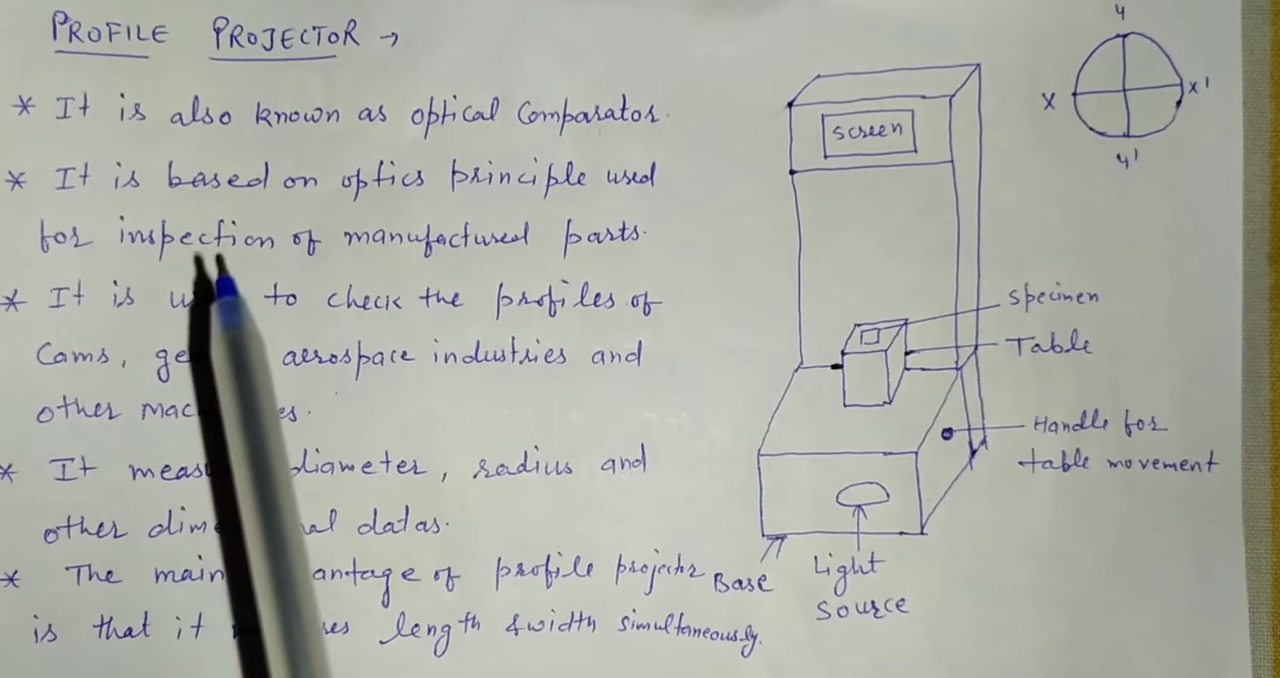 PROFILE PROJECTOR →
* It is also known as optical Comparator.
* It is based on optics principle used
for inspection of manufactured parts.
* It is to check the profiles of
Cams, aerospace industries and
other
* It diameter, radius and
other datas.
* The main of profile projector
is that it length & width simultaneously.
screen
specimen
Table
Handle for
table movement
Base
Light
source
y
x x'
y'